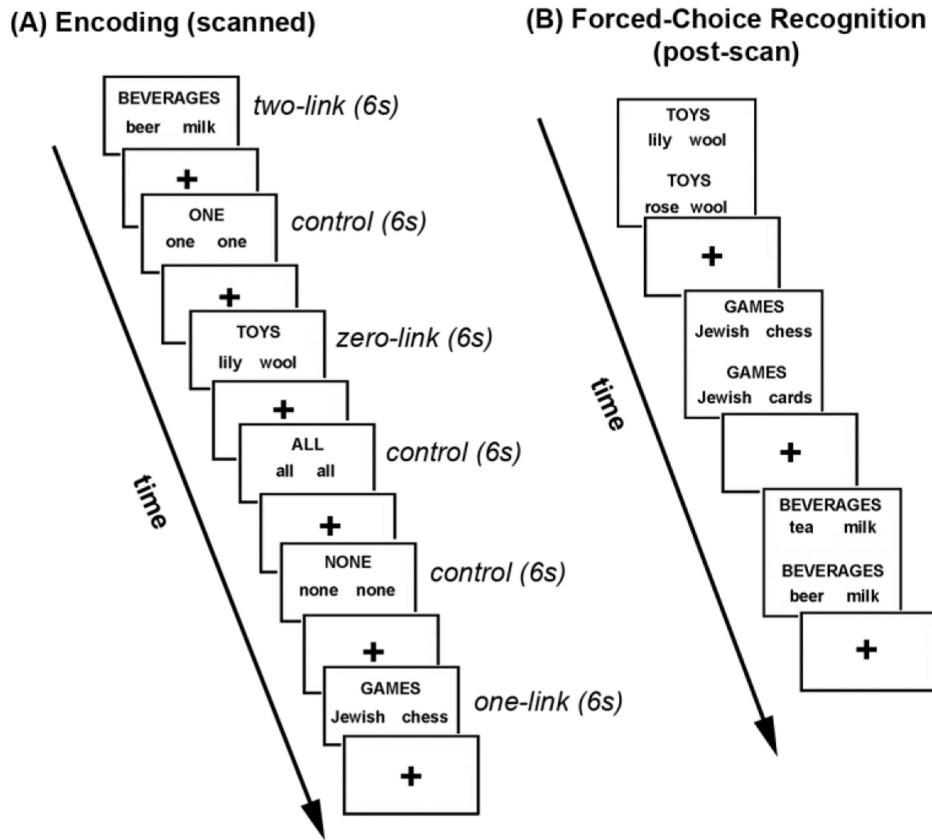 (A) Encoding (scanned)
BEVERAGES
beer milk
two-link (6s)
+
ONE
one one
control (6s)
+
TOYS
lily wool
zero-link (6s)
+
ALL
all all
control (6s)
+
NONE
none none
control (6s)
+
GAMES
Jewish chess
one-link (6s)
+
time
(B) Forced-Choice Recognition
(post-scan)
TOYS
lily wool
TOYS
rose wool
+
GAMES
Jewish chess
GAMES
Jewish cards
+
BEVERAGES
tea milk
BEVERAGES
beer milk
+
time